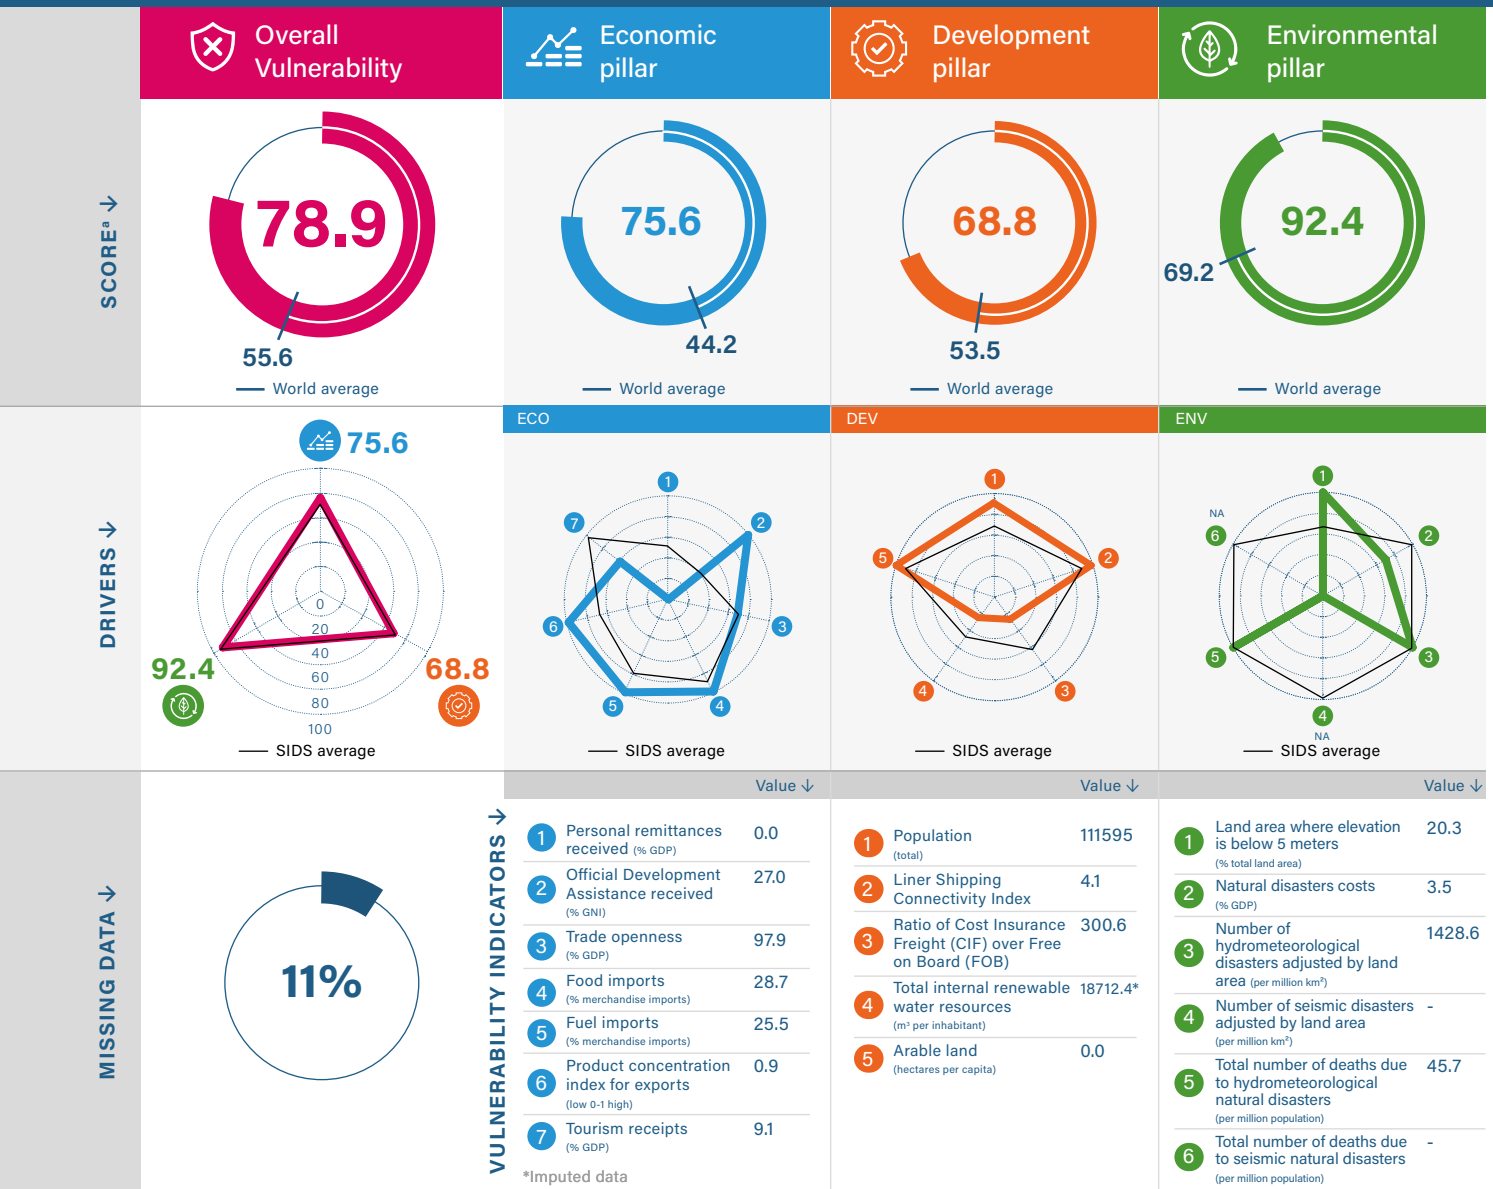 Overall
Vulnerability
Economic
pillar
Development
pillar
Environmental
pillar
SCOREᵃ →
78.9
55.6
World average
75.6
44.2
World average
68.8
53.5
World average
92.4
69.2
World average
DRIVERS →
75.6
92.4
68.8
0
20
40
60
80
100
SIDS average
ECO
1
2
3
4
5
6
7
SIDS average
DEV
1
2
3
4
5
SIDS average
ENV
1
2
3
4
NA
5
NA
6
SIDS average
MISSING DATA →
11%
VULNERABILITY INDICATORS →
Value ↓
1 Personal remittances 0.0
received (% GDP)
2 Official Development 27.0
Assistance received
(% GNI)
3 Trade openness 97.9
(% GDP)
4 Food imports 28.7
(% merchandise imports)
5 Fuel imports 25.5
(% merchandise imports)
6 Product concentration 0.9
index for exports
(low 0-1 high)
7 Tourism receipts 9.1
(% GDP)
*Imputed data
Value ↓
1 Population 111595
(total)
2 Liner Shipping 4.1
Connectivity Index
3 Ratio of Cost Insurance 300.6
Freight (CIF) over Free
on Board (FOB)
4 Total internal renewable 18712.4*
water resources
(m³ per inhabitant)
5 Arable land 0.0
(hectares per capita)
Value ↓
1 Land area where elevation 20.3
is below 5 meters
(% total land area)
2 Natural disasters costs 3.5
(% GDP)
3 Number of 1428.6
hydrometeorological
disasters adjusted by land
area (per million km²)
4 Number of seismic disasters -
adjusted by land area
(per million km²)
5 Total number of deaths due 45.7
to hydrometeorological
natural disasters
(per million population)
6 Total number of deaths due -
to seismic natural disasters
(per million population)